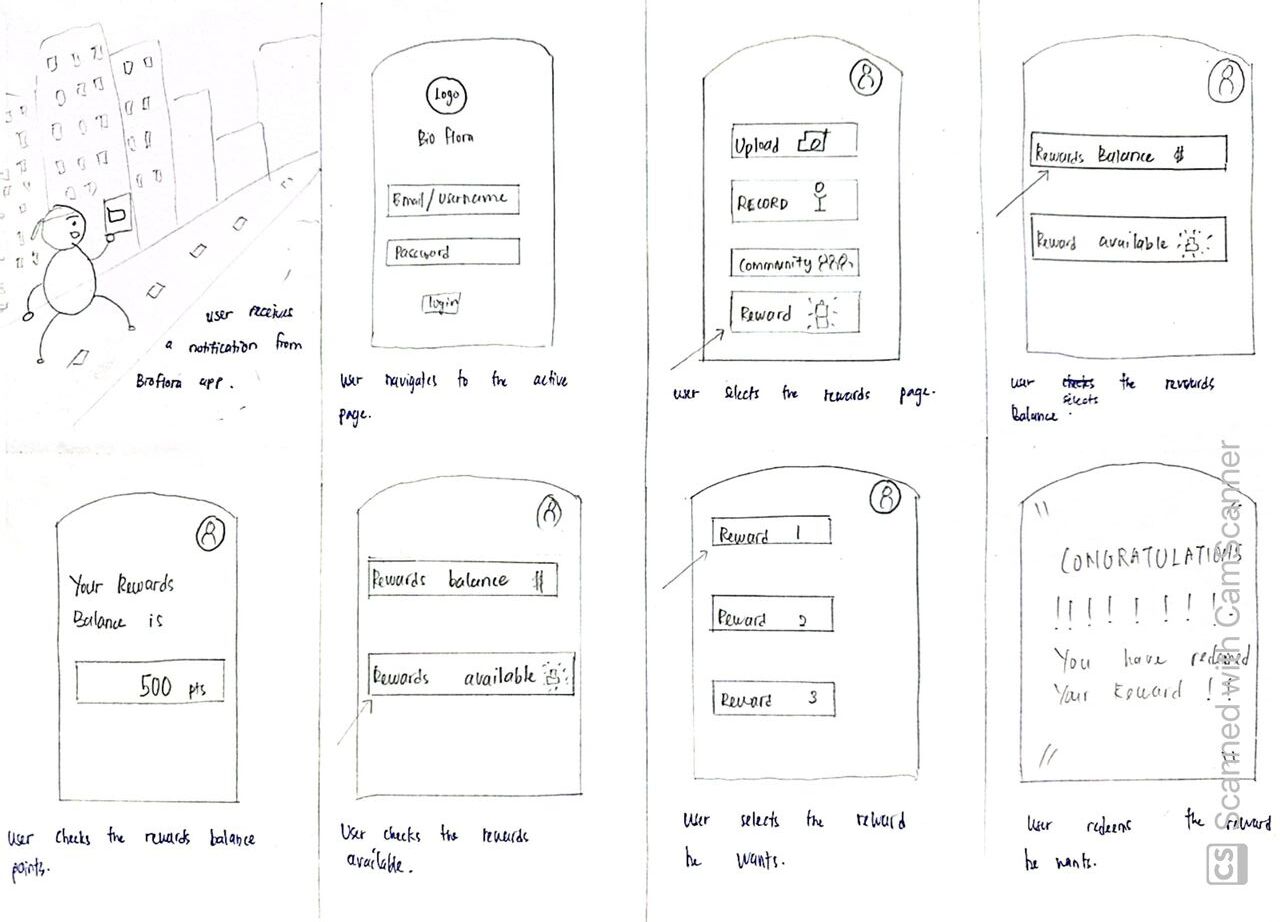 user receives
a notification from
BioFlora app.
Logo
Bio flora
Email/Username
Password
login
user navigates to the active
page.
Upload
RECORD
Community
Reward
user selects the rewards page.
Rewards Balance $
Reward available
user checks the rewards
selects
Balance.
Your Rewards
Balance is
500 pts
user checks the rewards balance
points.
Rewards balance $
Rewards available
User checks the rewards
available.
Reward 1
Reward 2
Reward 3
user selects the reward
he wants.
CONGRATULATIONS
!!!!!!!!
You have redeemed
Your Reward !!
User redeems the reward
he wants.
CS Scanned with CamScanner